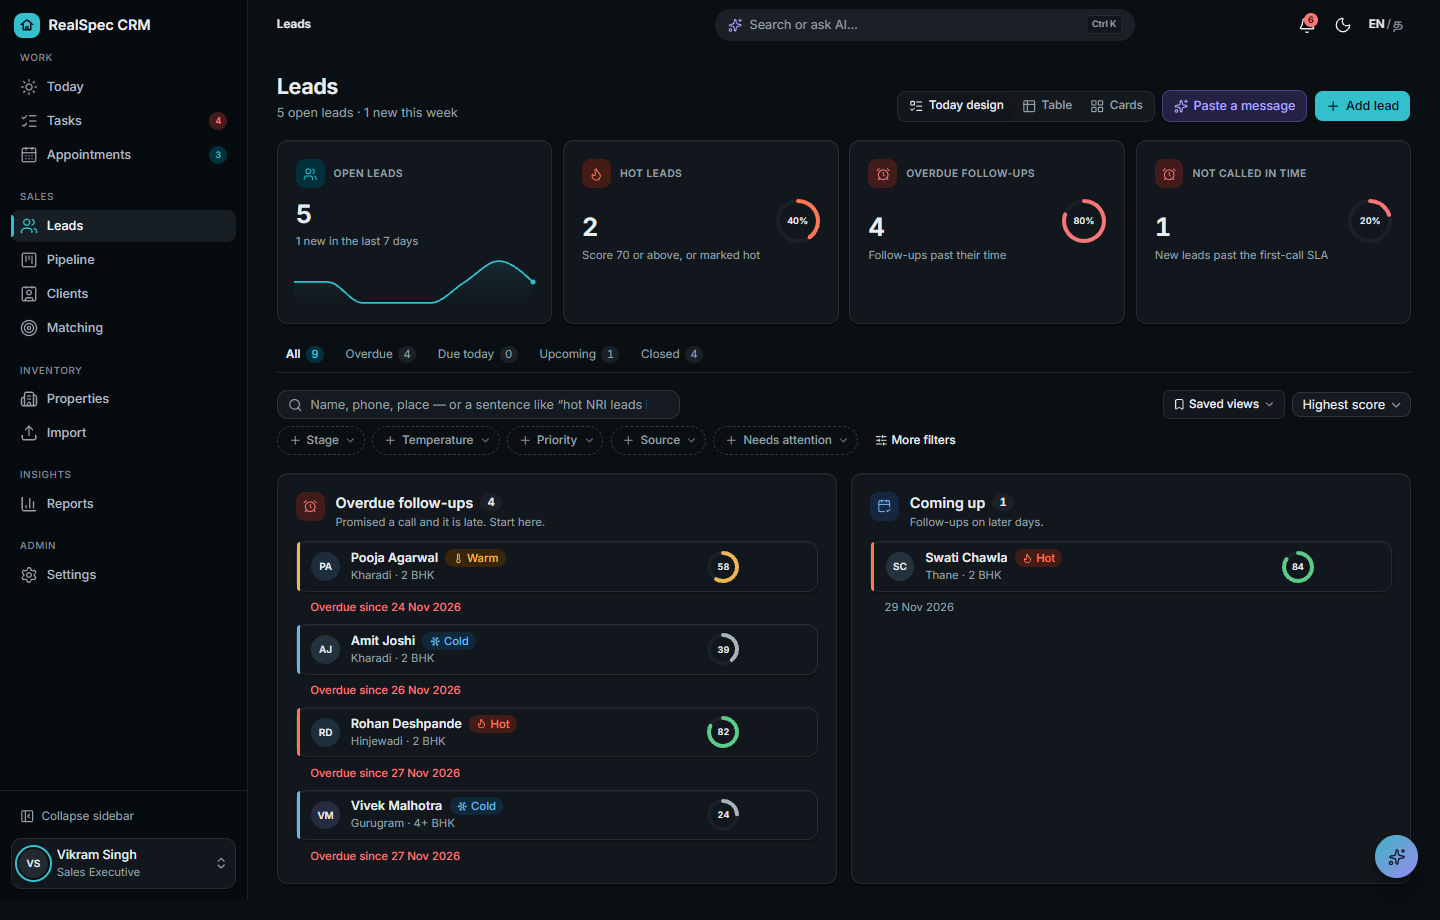 RealSpec CRM
WORK
Today
Tasks 4
Appointments 3
SALES
Leads
Pipeline
Clients
Matching
INVENTORY
Properties
Import
INSIGHTS
Reports
ADMIN
Settings
Collapse sidebar
VS
Vikram Singh
Sales Executive
Leads
Search or ask AI...
Ctrl K
6
EN / த
Leads
5 open leads · 1 new this week
Today design
Table
Cards
Paste a message
Add lead
OPEN LEADS
5
1 new in the last 7 days
HOT LEADS
2
40%
Score 70 or above, or marked hot
OVERDUE FOLLOW-UPS
4
80%
Follow-ups past their time
NOT CALLED IN TIME
1
20%
New leads past the first-call SLA
All 9
Overdue 4
Due today 0
Upcoming 1
Closed 4
Name, phone, place — or a sentence like “hot NRI leads
Saved views
Highest score
Stage
Temperature
Priority
Source
Needs attention
More filters
Overdue follow-ups 4
Promised a call and it is late. Start here.
PA
Pooja Agarwal
Warm
Kharadi · 2 BHK
58
Overdue since 24 Nov 2026
AJ
Amit Joshi
Cold
Kharadi · 2 BHK
39
Overdue since 26 Nov 2026
RD
Rohan Deshpande
Hot
Hinjewadi · 2 BHK
82
Overdue since 27 Nov 2026
VM
Vivek Malhotra
Cold
Gurugram · 4+ BHK
24
Overdue since 27 Nov 2026
Coming up 1
Follow-ups on later days.
SC
Swati Chawla
Hot
Thane · 2 BHK
84
29 Nov 2026